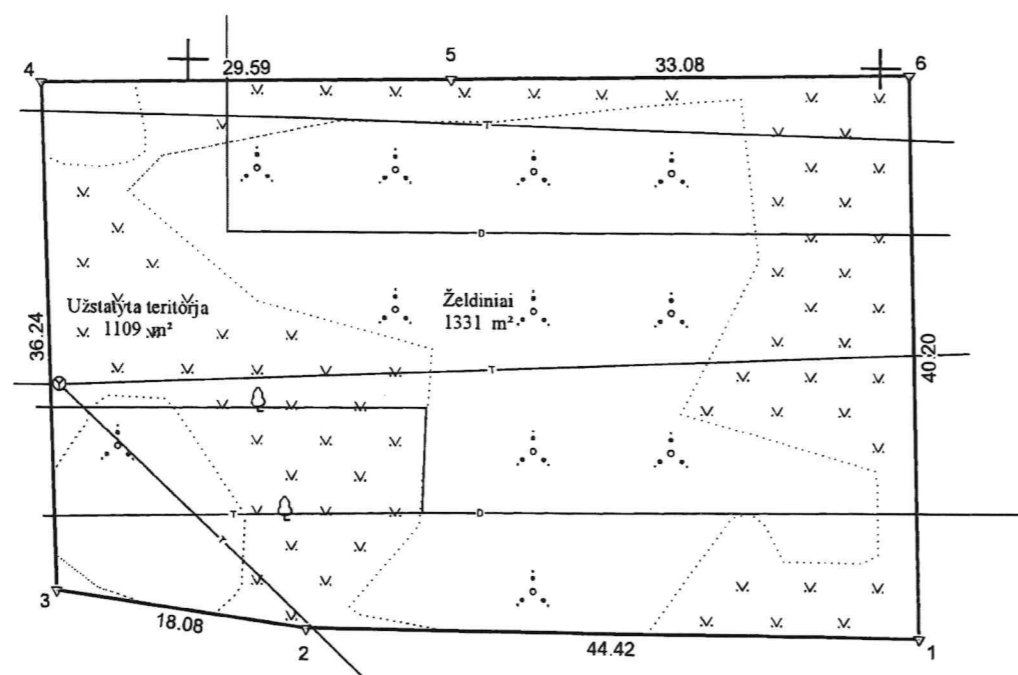 4
29.59
5
33.08
6
T
D
Užstatyta teritorja
1109 m²
Želdiniai
1331 m²
36.24
40.20
T
Y
T
D
Y
3
18.08
2
44.42
1